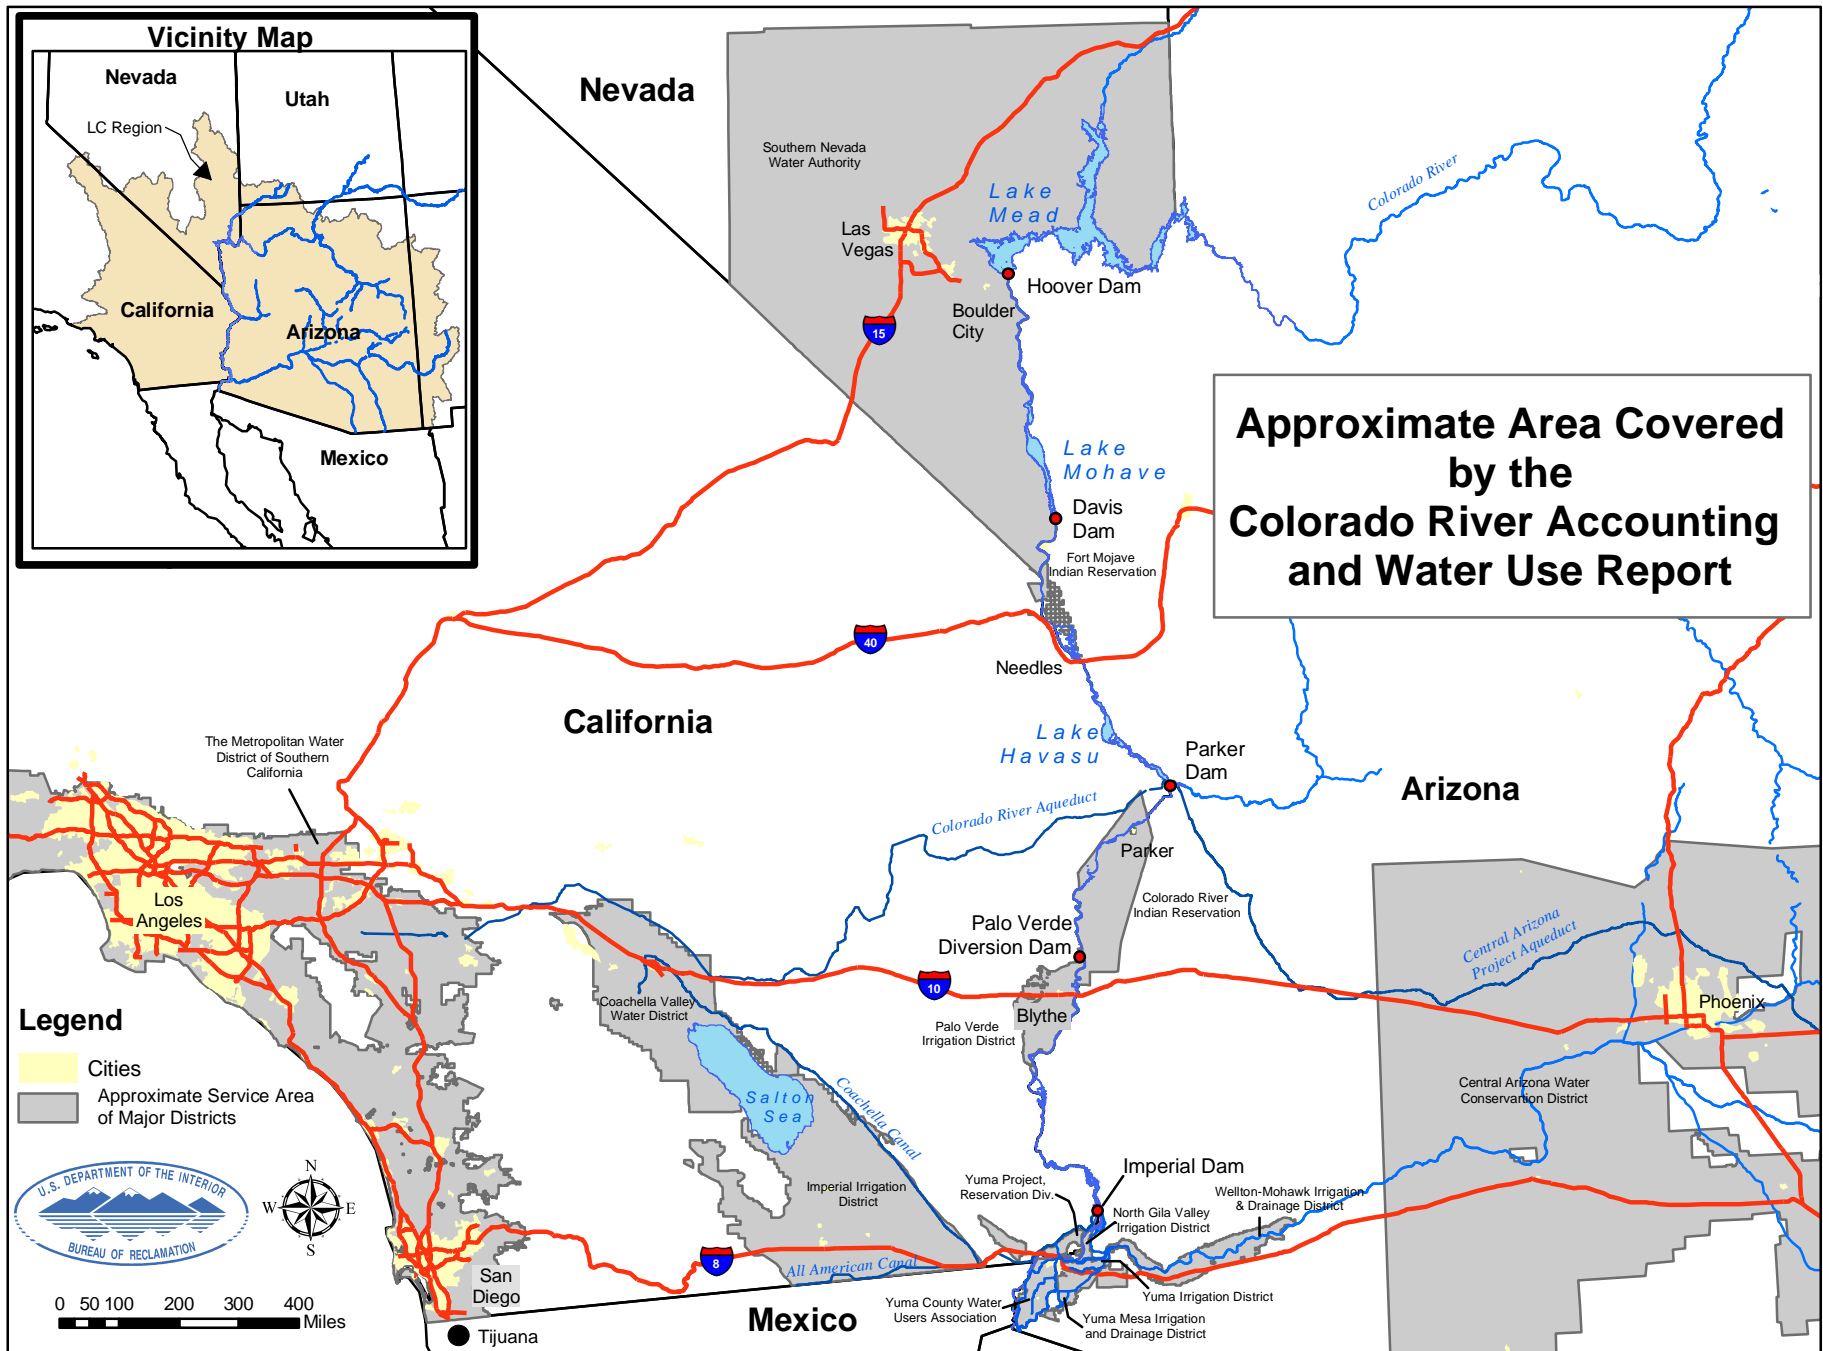 Vicinity Map
Nevada
Utah
LC Region
California
Arizona
Mexico
Nevada
Southern Nevada
Water Authority
Lake
Mead
Colorado River
Las
Vegas
Hoover Dam
Boulder
City
15
Approximate Area Covered
by the
Colorado River Accounting
and Water Use Report
Lake
Mohave
Davis
Dam
Fort Mojave
Indian Reservation
40
Needles
California
Lake
Havasu
Parker
Dam
Arizona
The Metropolitan Water
District of Southern
California
Colorado River Aqueduct
Parker
Los
Angeles
Colorado River
Indian Reservation
Palo Verde
Diversion Dam
Central Arizona
Project Aqueduct
10
Coachella Valley
Water District
Blythe
Palo Verde
Irrigation District
Phoenix
Legend
Cities
Approximate Service Area
of Major Districts
Salton
Sea
Coachella Canal
Central Arizona Water
Conservation District
U.S. DEPARTMENT OF THE INTERIOR
BUREAU OF RECLAMATION
N
W
E
S
Imperial Irrigation
District
Yuma Project,
Reservation Div.
Imperial Dam
North Gila Valley
Irrigation District
Wellton-Mohawk Irrigation
& Drainage District
8
All American Canal
San
Diego
Yuma Irrigation District
Yuma County Water
Users Association
Yuma Mesa Irrigation
and Drainage District
Mexico
0 50 100 200 300 400
Miles
Tijuana